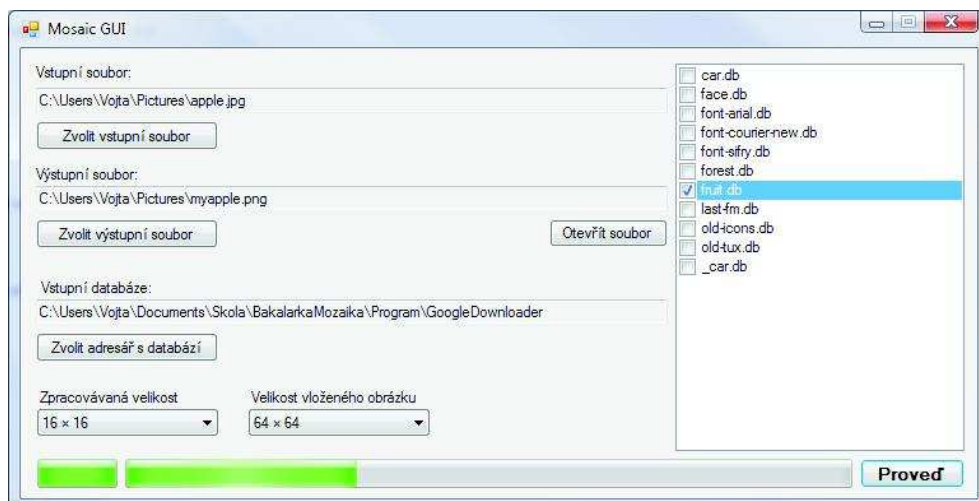 Mosaic GUI
Vstupní soubor:
C:\Users\Vojta\Pictures\apple.jpg
Zvolit vstupní soubor
Výstupní soubor:
C:\Users\Vojta\Pictures\myapple.png
Zvolit výstupní soubor
Otevřít soubor
Vstupní databáze:
C:\Users\Vojta\Documents\Skola\BakalarkaMozaika\Program\GoogleDownloader
Zvolit adresář s databází
Zpracovávaná velikost
Velikost vloženého obrázku
16 × 16
64 × 64
car.db
face.db
font-arial.db
font-courier-new.db
font-sifry.db
forest.db
fruit.db
last-fm.db
old-icons.db
old-tux.db
_car.db
Proveď